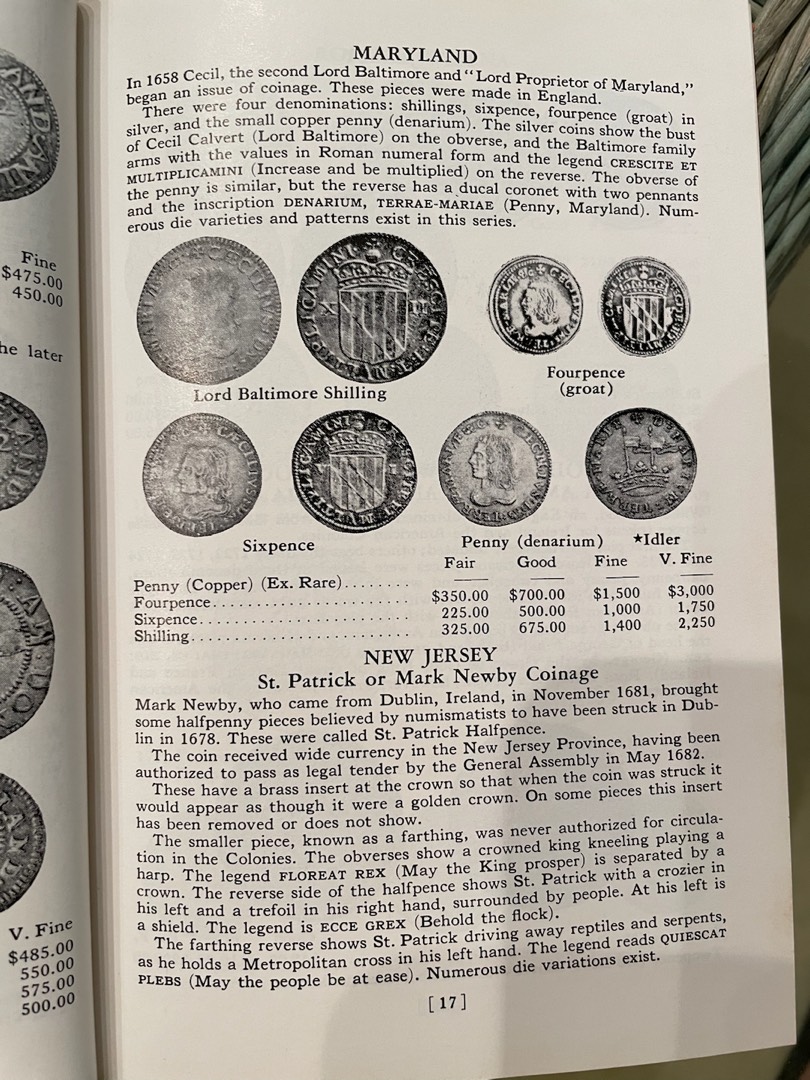 Fine
$475.00
450.00
he later
V. Fine
$485.00
550.00
575.00
500.00
MARYLAND
In 1658 Cecil, the second Lord Baltimore and "Lord Proprietor of Maryland,"
began an issue of coinage. These pieces were made in England.
There were four denominations: shillings, sixpence, fourpence (groat) in
silver, and the small copper penny (denarium). The silver coins show the bust
of Cecil Calvert (Lord Baltimore) on the obverse, and the Baltimore family
arms with the values in Roman numeral form and the legend CRESCITE ET
MULTIPLICAMINI (Increase and be multiplied) on the reverse. The obverse of
the penny is similar, but the reverse has a ducal coronet with two pennants
and the inscription DENARIUM, TERRAE-MARIAE (Penny, Maryland). Num-
erous die varieties and patterns exist in this series.
Lord Baltimore Shilling
Fourpence
(groat)
Sixpence
Penny (denarium) ★Idler
Fair Good Fine V. Fine
Penny (Copper) (Ex. Rare)........
Fourpence...................... $350.00 $700.00 $1,500 $3,000
Sixpence....................... 225.00 500.00 1,000 1,750
Shilling........................ 325.00 675.00 1,400 2,250
NEW JERSEY
St. Patrick or Mark Newby Coinage
Mark Newby, who came from Dublin, Ireland, in November 1681, brought
some halfpenny pieces believed by numismatists to have been struck in Dub-
lin in 1678. These were called St. Patrick Halfpence.
The coin received wide currency in the New Jersey Province, having been
authorized to pass as legal tender by the General Assembly in May 1682.
These have a brass insert at the crown so that when the coin was struck it
would appear as though it were a golden crown. On some pieces this insert
has been removed or does not show.
The smaller piece, known as a farthing, was never authorized for circula-
tion in the Colonies. The obverses show a crowned king kneeling playing a
harp. The legend FLOREAT REX (May the King prosper) is separated by a
crown. The reverse side of the halfpence shows St. Patrick with a crozier in
his left and a trefoil in his right hand, surrounded by people. At his left is
a shield. The legend is ECCE GREX (Behold the flock).
The farthing reverse shows St. Patrick driving away reptiles and serpents,
as he holds a Metropolitan cross in his left hand. The legend reads QUIESCAT
PLEBS (May the people be at ease). Numerous die variations exist.
[17]